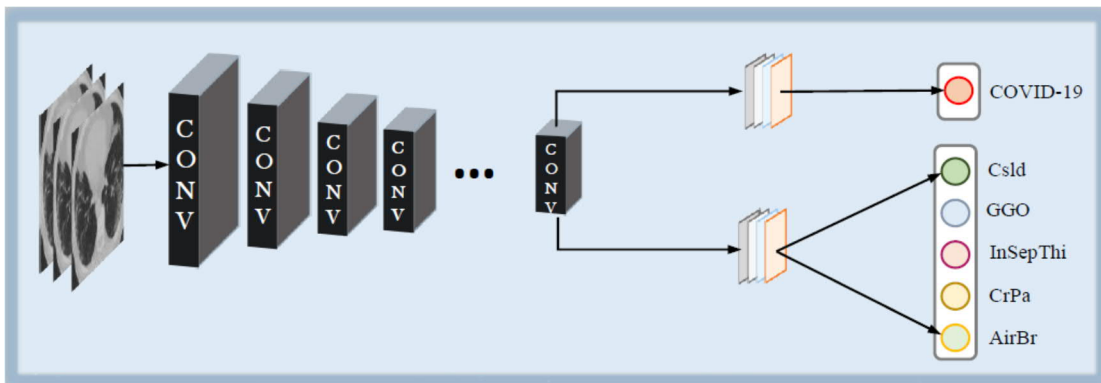 CONV
CONV
CONV
CONV
...
CONV
COVID-19
Csld
GGO
InSepThi
CrPa
AirBr